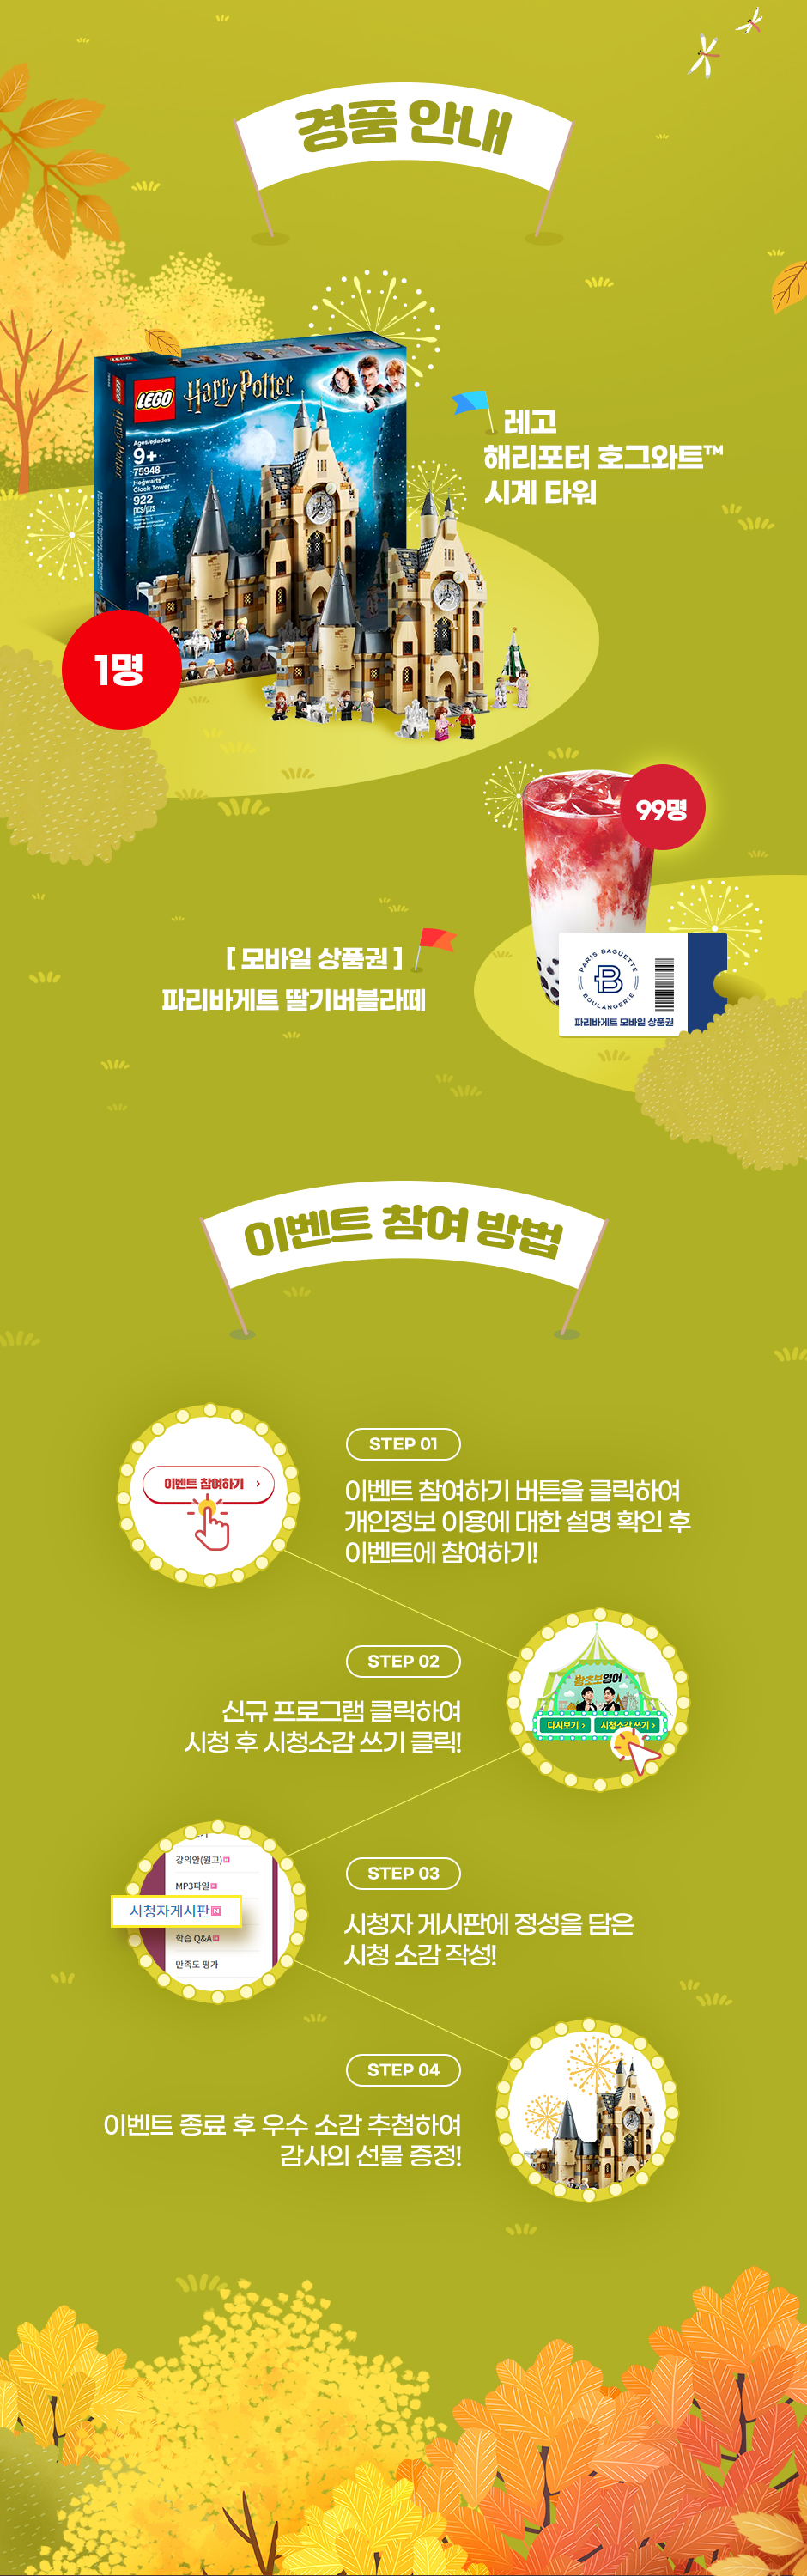 경품 안내
LEGO
Harry Potter
LEGO
Harry Potter
Ages/edades
9+
75948
Hogwarts™
Clock Tower
922
pcs/pzs
레고
해리포터 호그와트™
시계 타워
1명
99명
[ 모바일 상품권 ]
파리바게트 딸기버블라떼
PARIS BAGUETTE
B
BOULANGERIE
파리바게트 모바일 상품권
이벤트 참여 방법
이벤트 참여하기 >
STEP 01
이벤트 참여하기 버튼을 클릭하여
개인정보 이용에 대한 설명 확인 후
이벤트에 참여하기!
STEP 02
신규 프로그램 클릭하여
시청 후 시청소감 쓰기 클릭!
왕초보영어
다시보기 >
시청소감 쓰기 >
강의안(원고)
MP3파일
시청자게시판
학습 Q&A
만족도 평가
STEP 03
시청자 게시판에 정성을 담은
시청 소감 작성!
STEP 04
이벤트 종료 후 우수 소감 추첨하여
감사의 선물 증정!